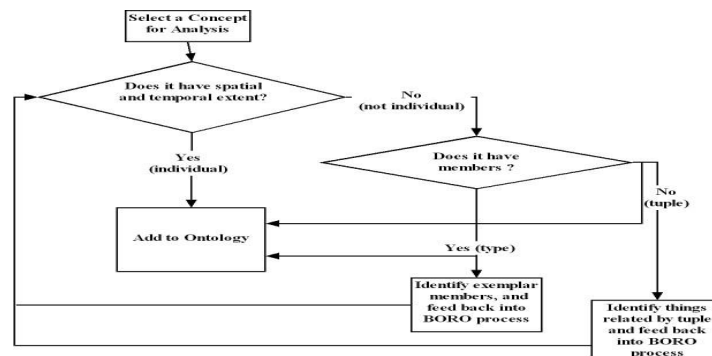 Select a Concept
for Analysis
Does it have spatial
and temporal extent?
No
(not individual)
Yes
(individual)
Does it have
members ?
No
(tuple)
Add to Ontology
Yes (type)
Identify exemplar
members, and
feed back into
BORO process
Identify things
related by tuple
and feed back
into BORO
process